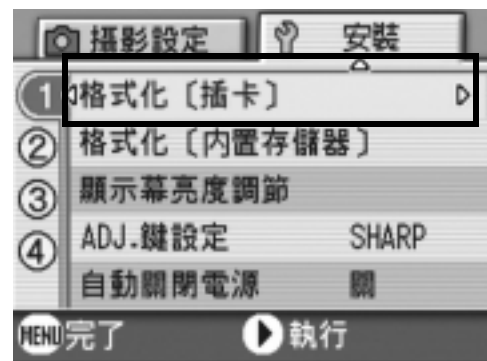 攝影設定 安裝
1 格式化〔插卡〕
2 格式化〔內置存儲器〕
3 顯示幕亮度調節
4 ADJ.鍵設定 SHARP
自動關閉電源 關
MENU 完了 執行